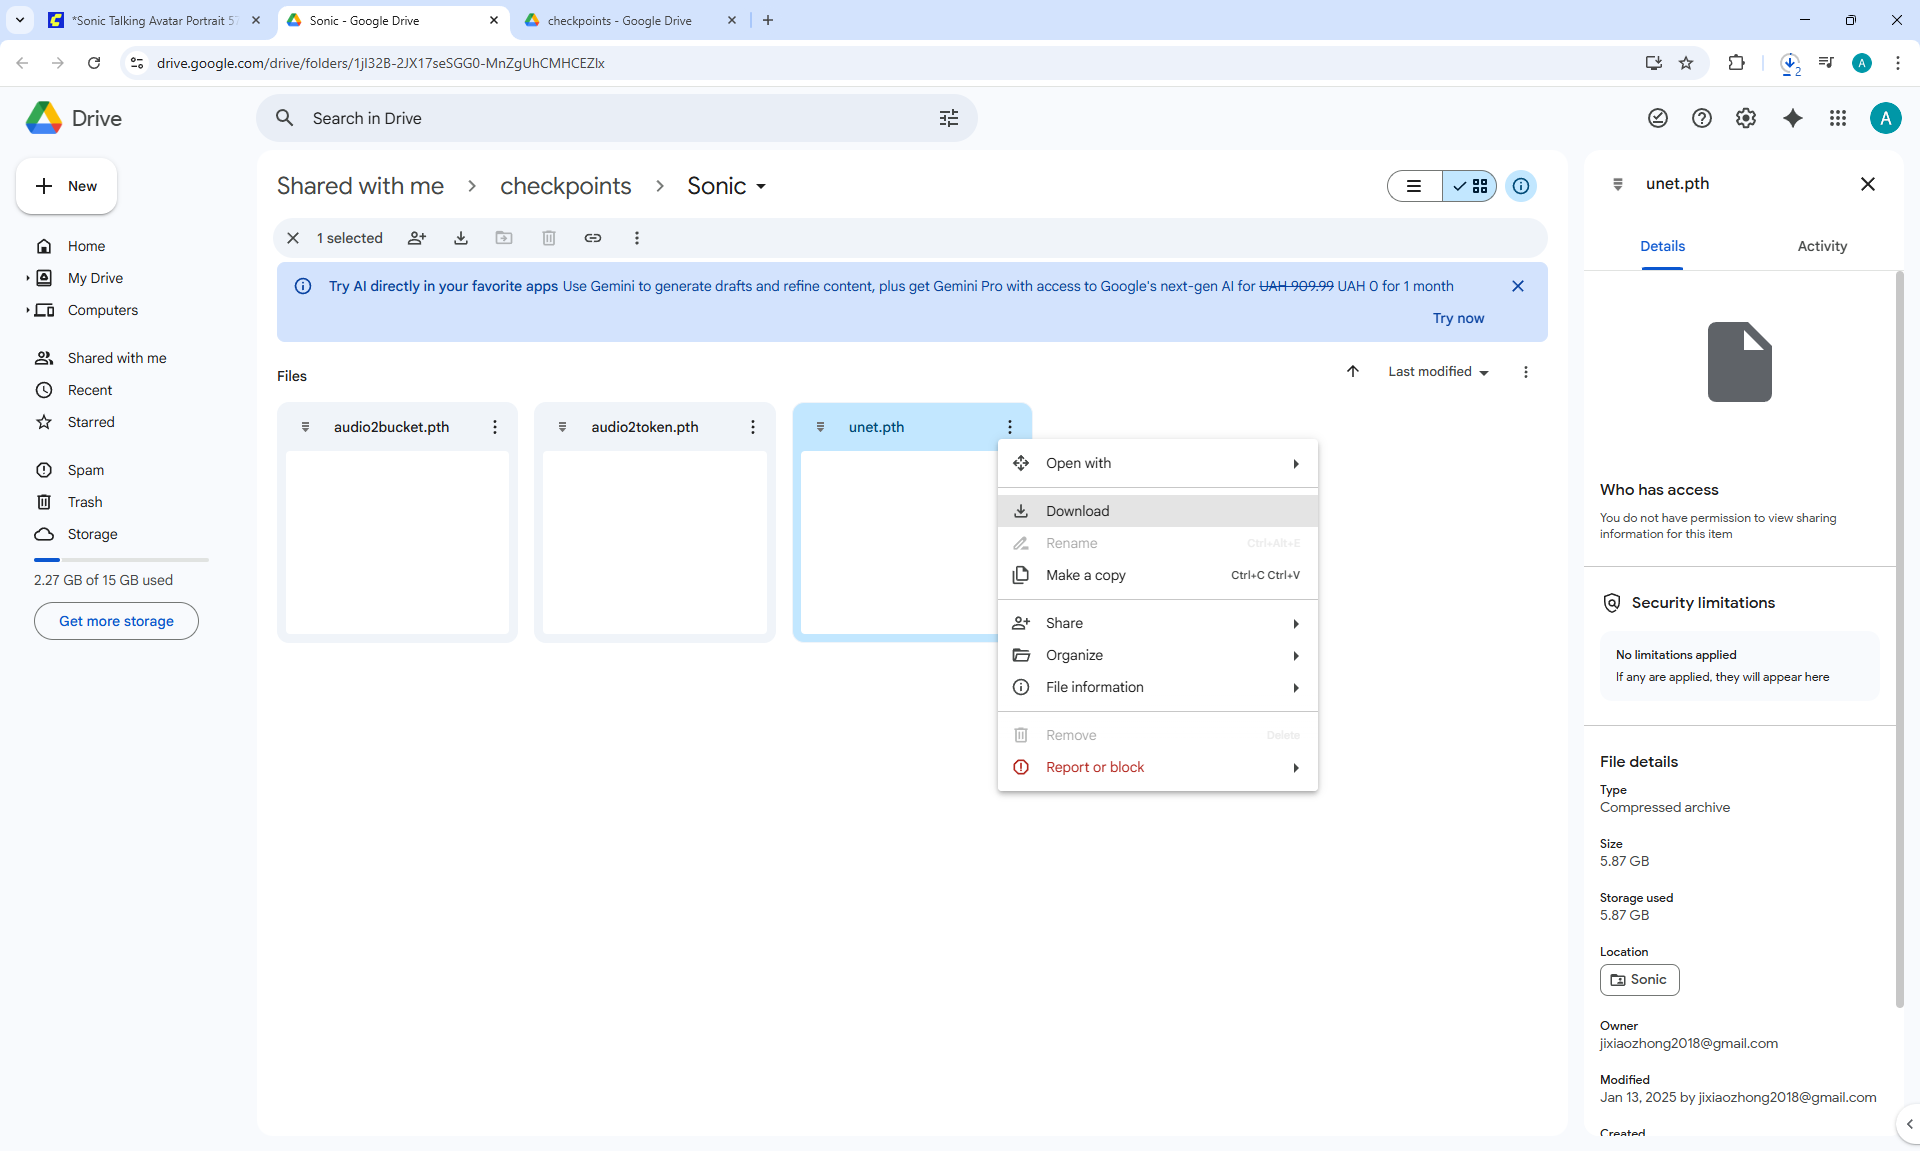 *Sonic Talking Avatar Portrait 57
Sonic - Google Drive
checkpoints - Google Drive
drive.google.com/drive/folders/1jI32B-2JX17seSGG0-MnZgUhCMHCEZIx
2
A
Drive
Search in Drive
A
New
Home
My Drive
Computers
Shared with me
Recent
Starred
Spam
Trash
Storage
2.27 GB of 15 GB used
Get more storage
Shared with me
checkpoints
Sonic
1 selected
Try AI directly in your favorite apps Use Gemini to generate drafts and refine content, plus get Gemini Pro with access to Google's next-gen AI for UAH 909.99 UAH 0 for 1 month
Try now
Files
Last modified
audio2bucket.pth
audio2token.pth
unet.pth
Open with
Download
Rename Ctrl+Alt+E
Make a copy Ctrl+C Ctrl+V
Share
Organize
File information
Remove Delete
Report or block
unet.pth
Details
Activity
Who has access
You do not have permission to view sharing
information for this item
Security limitations
No limitations applied
If any are applied, they will appear here
File details
Type
Compressed archive
Size
5.87 GB
Storage used
5.87 GB
Location
Sonic
Owner
jixiaozhong2018@gmail.com
Modified
Jan 13, 2025 by jixiaozhong2018@gmail.com
Created